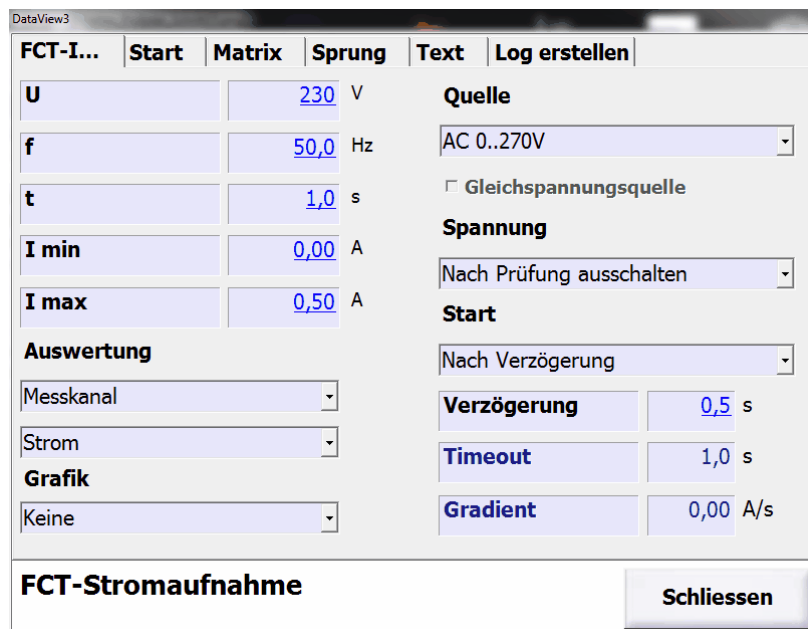 DataView3
FCT-I... Start Matrix Sprung Text Log erstellen
U 230 V
f 50,0 Hz
t 1,0 s
I min 0,00 A
I max 0,50 A
Auswertung
Messkanal
Strom
Grafik
Keine
Quelle
AC 0..270V
Gleichspannungsquelle
Spannung
Nach Prüfung ausschalten
Start
Nach Verzögerung
Verzögerung 0,5 s
Timeout 1,0 s
Gradient 0,00 A/s
FCT-Stromaufnahme
Schliessen